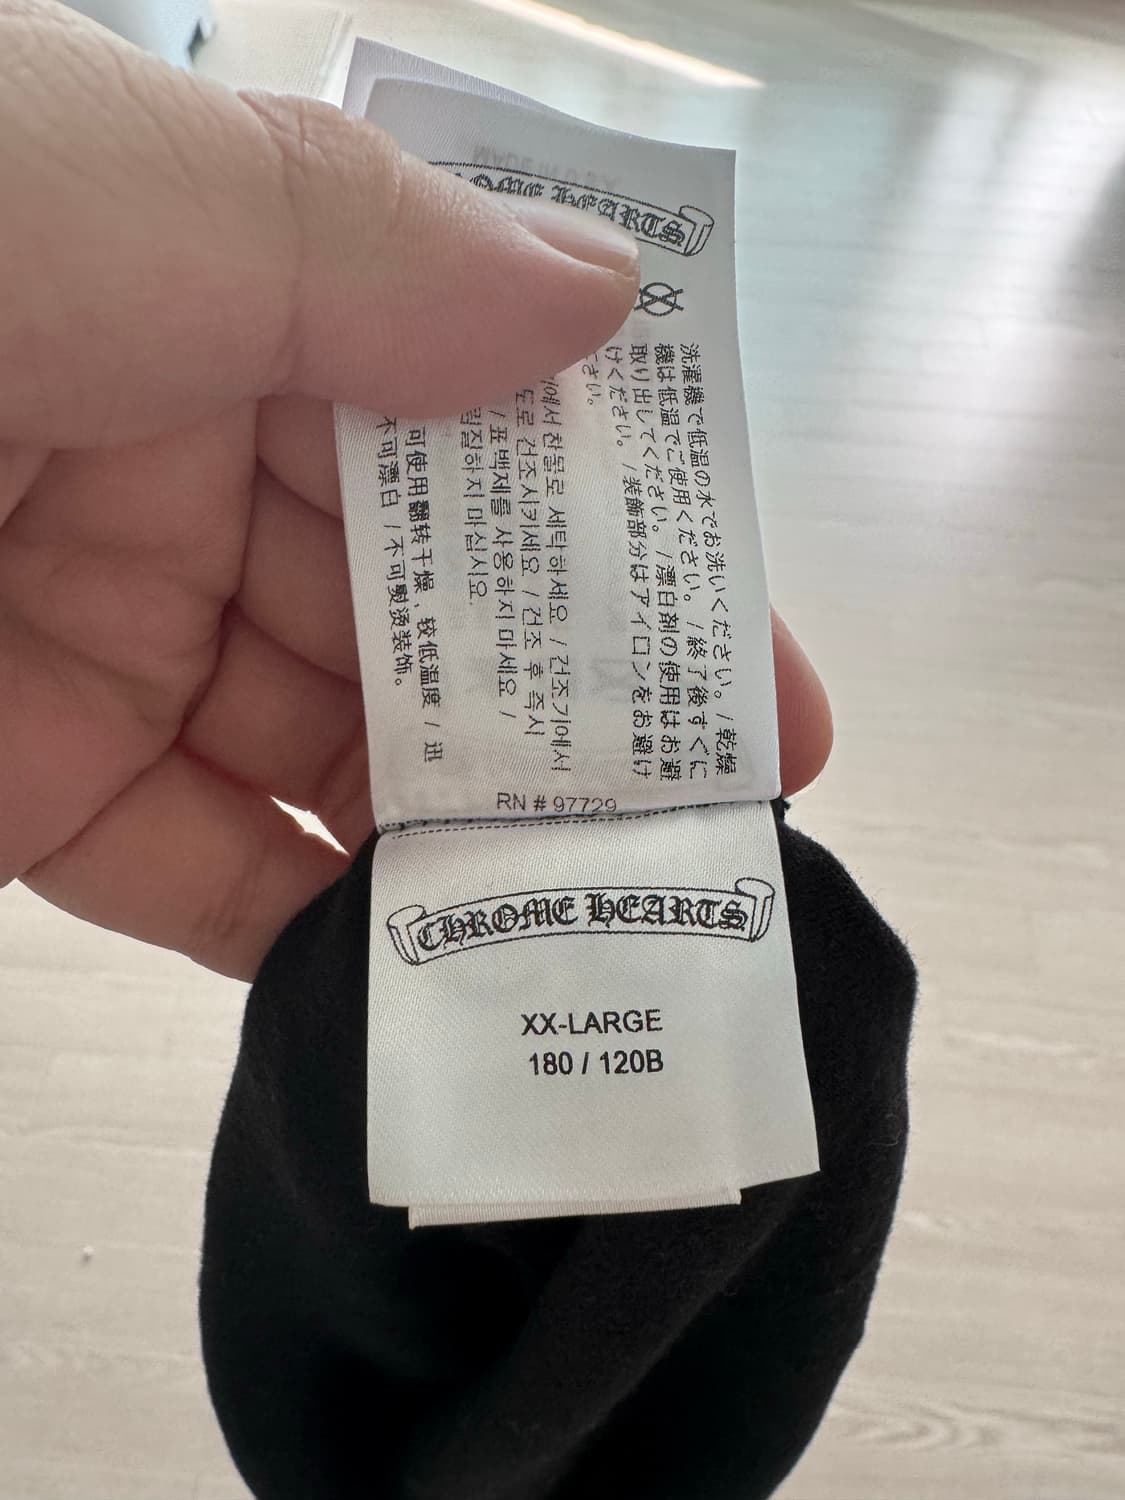 HEARTS
洗濯機で低温の水でお洗いください。/乾燥
機は低温でご使用ください。/終了後すぐに
取り出してください。/漂白剤の使用はお避
けください。/装飾部分はアイロンをお避け
さい。
기에서 찬물로 세탁하세요 / 건조기에서
도로 건조시키세요 / 건조 후 즉시
/ 표백제를 사용하지 마세요 /
림질하지 마십시오.
可使用翻转干燥，较低温度 / 迅
不可漂白 / 不可熨烫装饰。
RN # 97729
CHROME HEARTS
XX-LARGE
180 / 120B